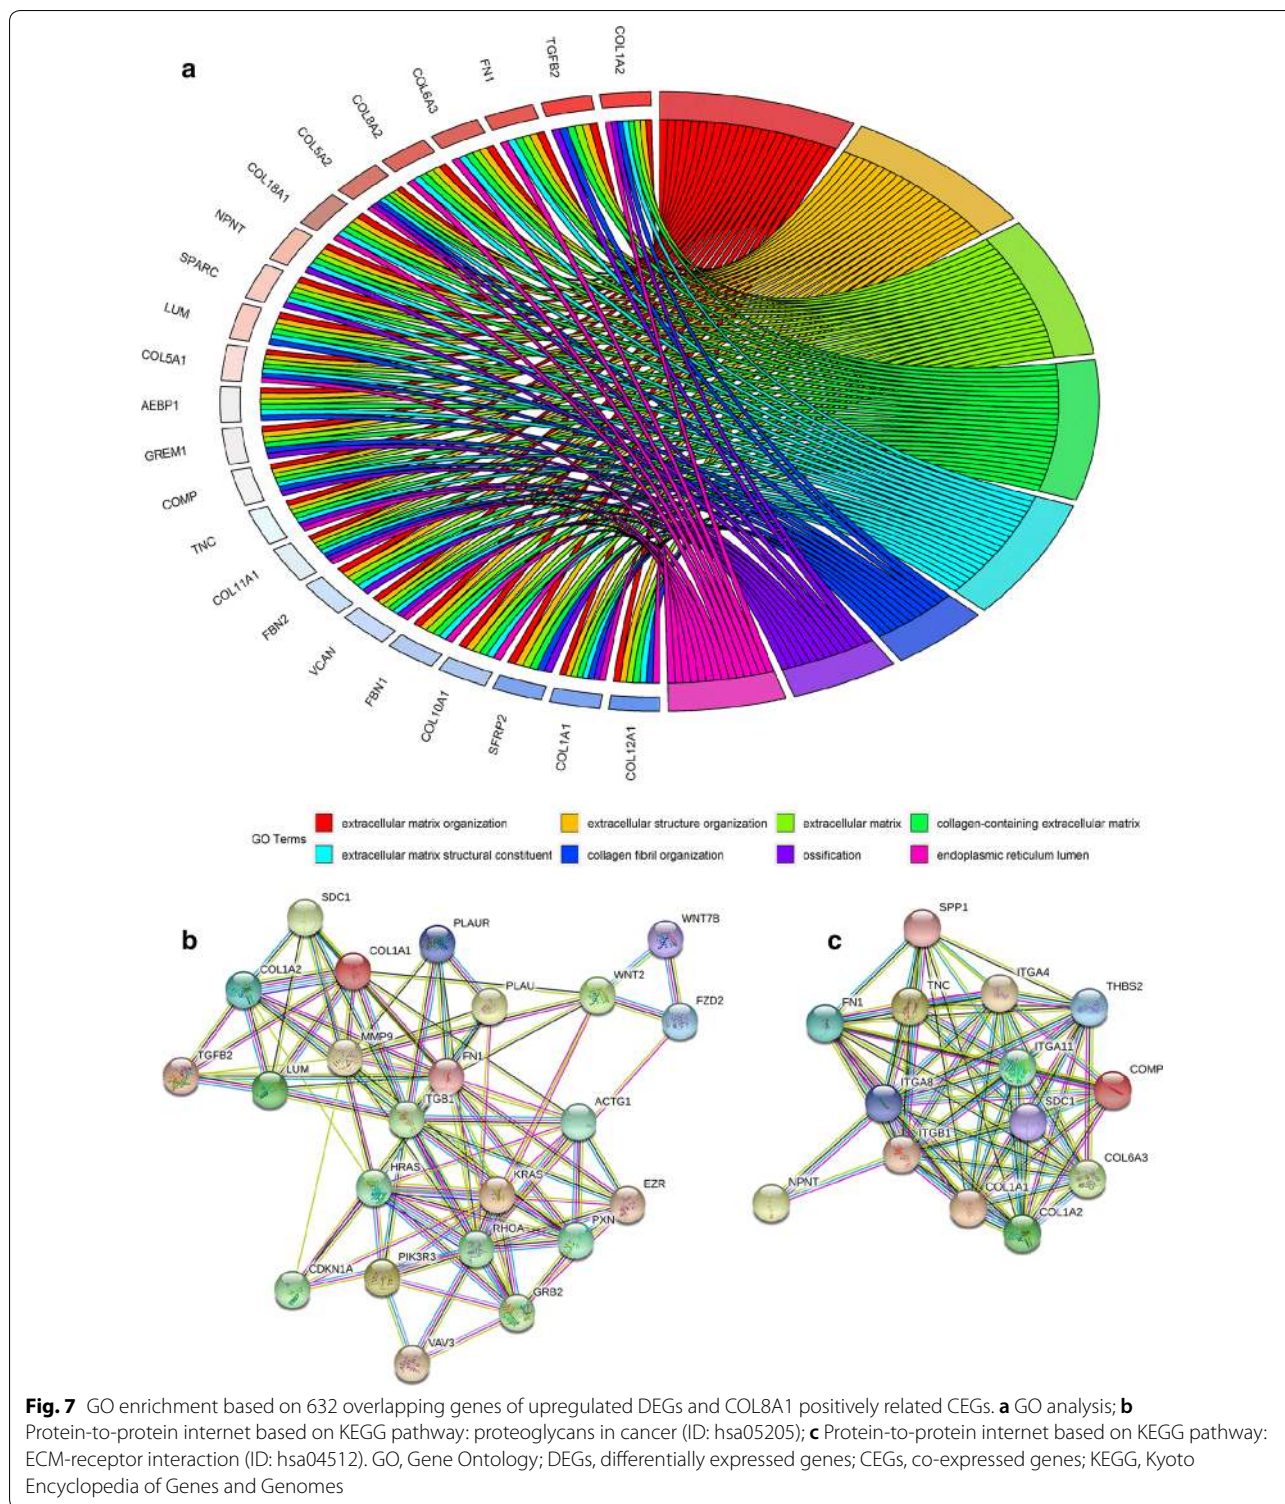 a
COL1A2
TGFB2
FN1
COL6A3
COL8A2
COL5A2
COL18A1
NPNT
SPARC
LUM
COL5A1
AEBP1
GREM1
COMP
TNC
COL11A1
FBN2
VCAN
FBN1
COL10A1
SFRP2
COL1A1
COL12A1
GO Terms
extracellular matrix organization
extracellular structure organization
extracellular matrix
collagen-containing extracellular matrix
extracellular matrix structural constituent
collagen fibril organization
ossification
endoplasmic reticulum lumen
b
SDC1
PLAUR
WNT7B
COL1A1
COL1A2
PLAU
WNT2
FZD2
MMP9
TGFB2
LUM
FN1
ITGB1
ACTG1
HRAS
KRAS
EZR
PXN
RHOA
PIK3R3
CDKN1A
GRB2
VAV3
c
SPP1
ITGA4
TNC
THBS2
FN1
ITGA11
COMP
ITGA8
SDC1
ITGB1
COL6A3
NPNT
COL1A1
COL1A2
Fig. 7 GO enrichment based on 632 overlapping genes of upregulated DEGs and COL8A1 positively related CEGs. a GO analysis; b
Protein-to-protein internet based on KEGG pathway: proteoglycans in cancer (ID: hsa05205); c Protein-to-protein internet based on KEGG pathway:
ECM-receptor interaction (ID: hsa04512). GO, Gene Ontology; DEGs, differentially expressed genes; CEGs, co-expressed genes; KEGG, Kyoto
Encyclopedia of Genes and Genomes